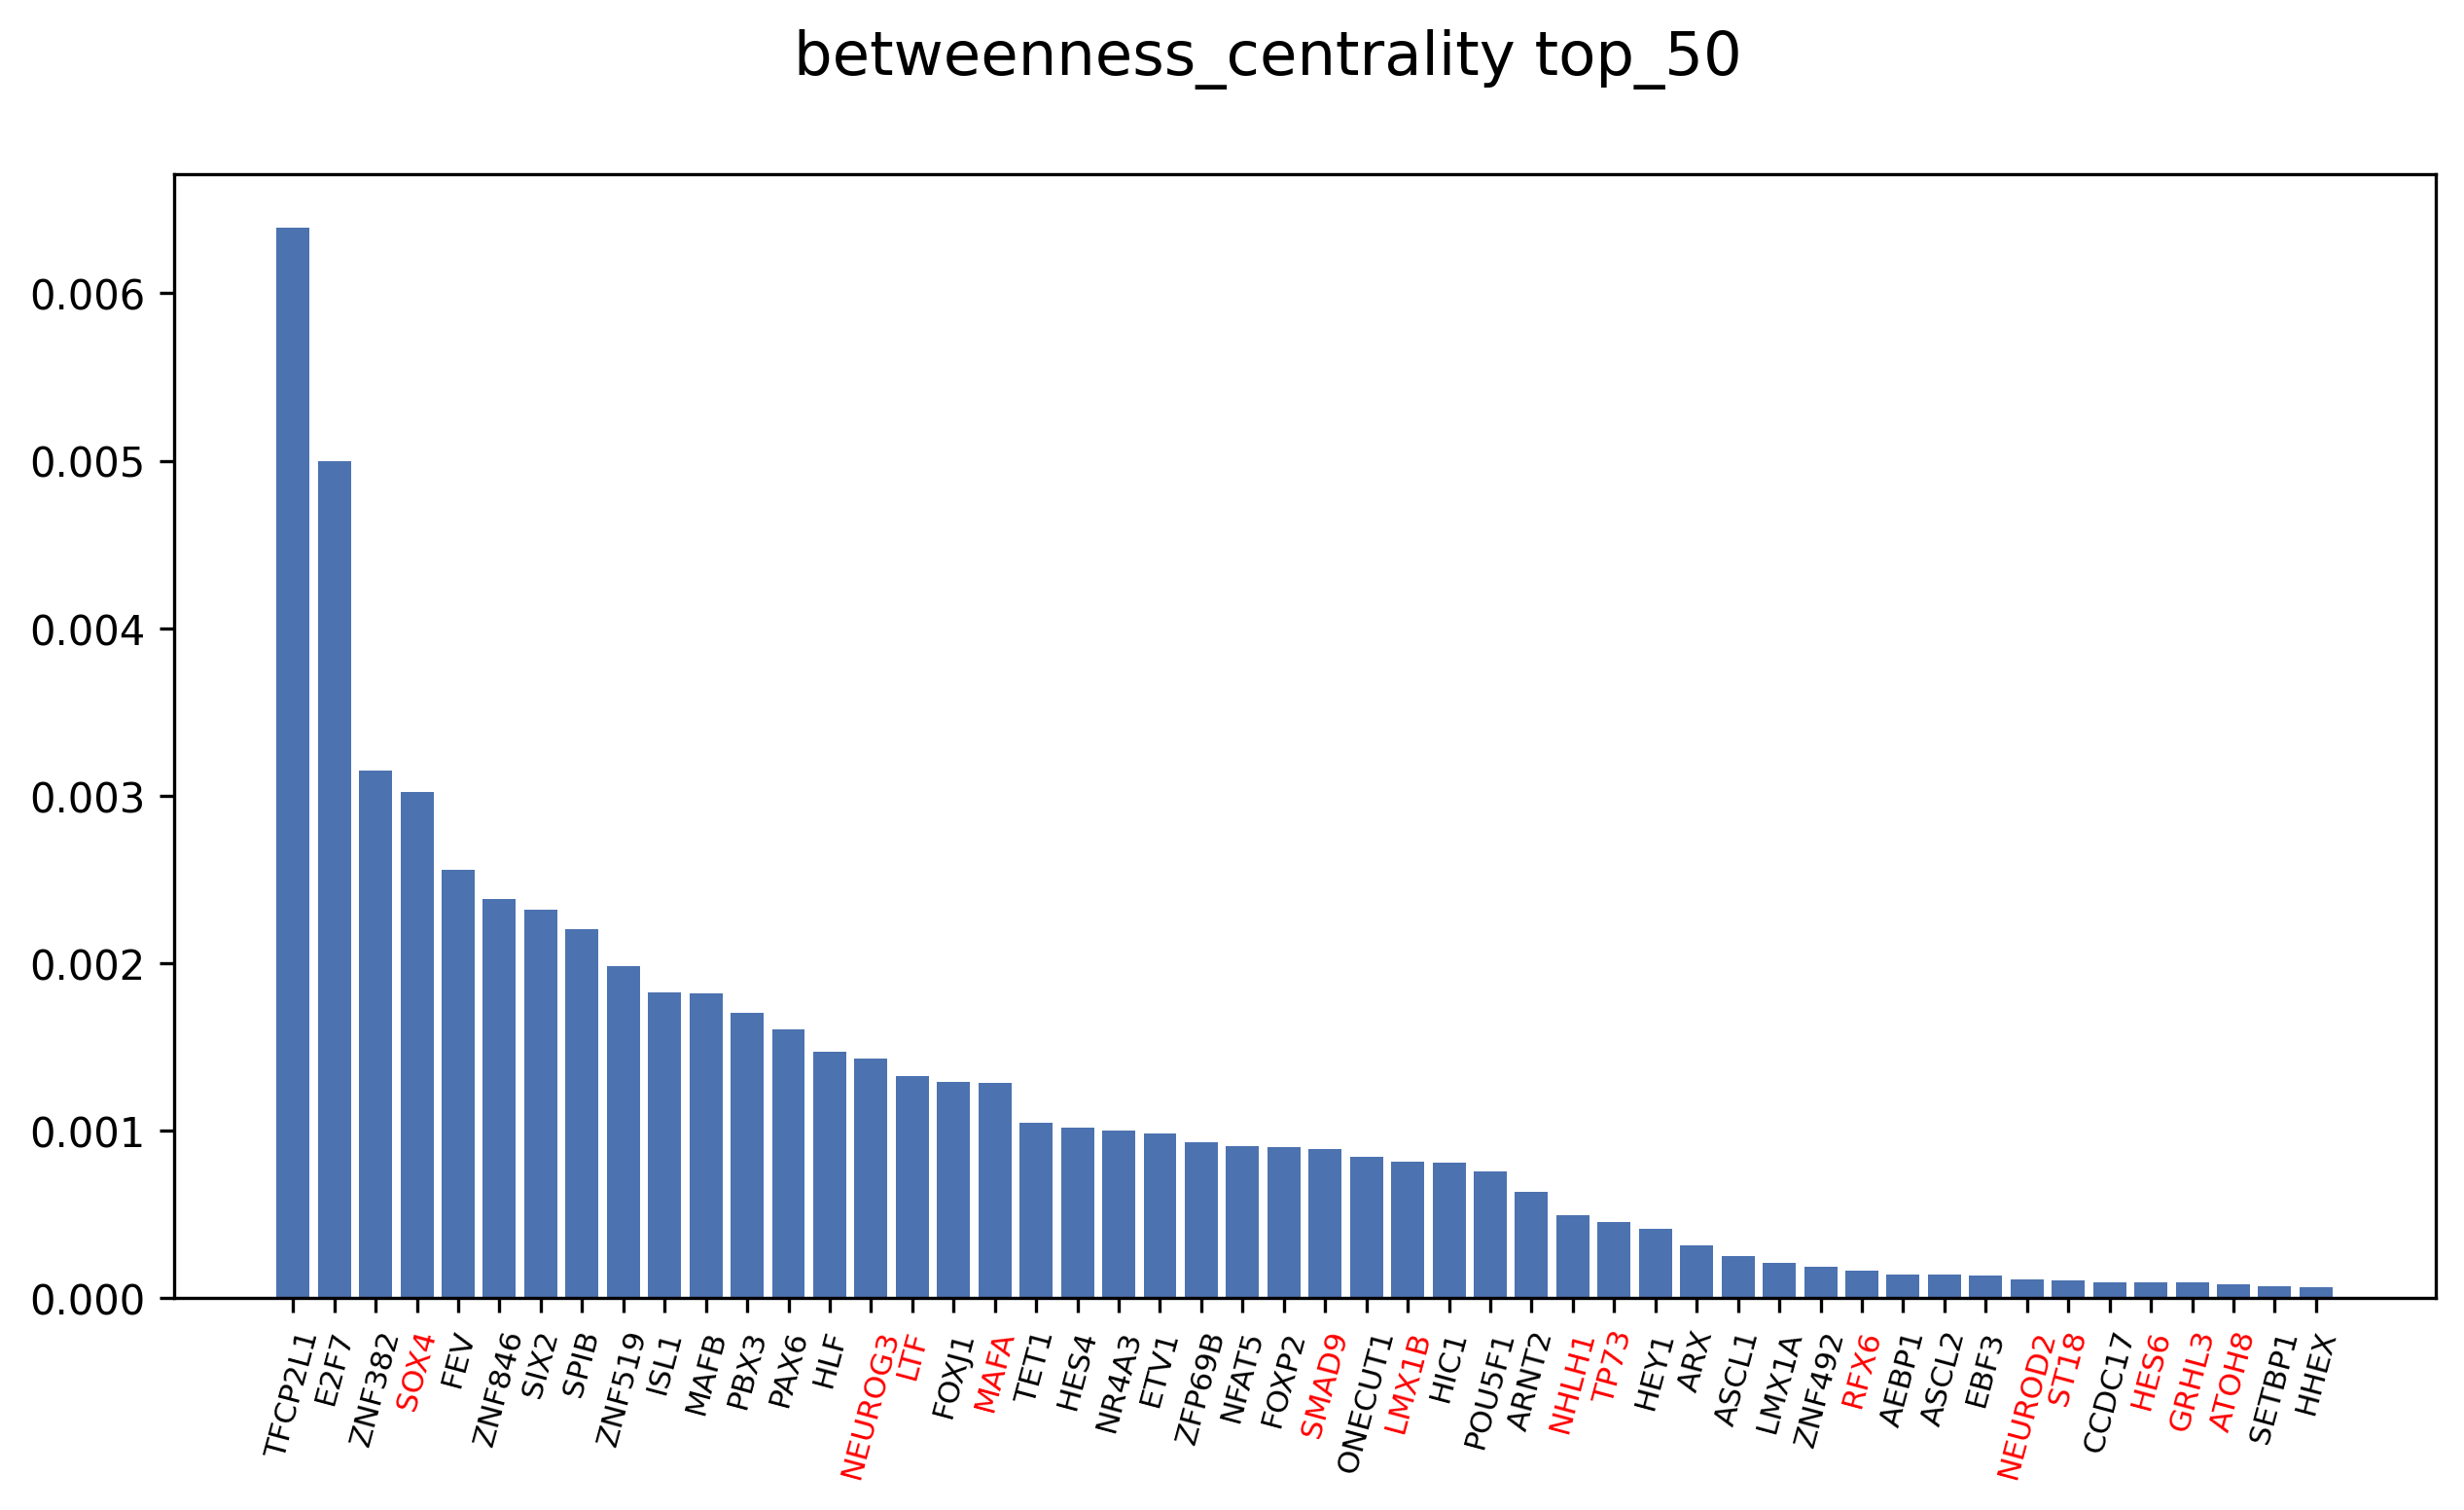 betweenness_centrality top_50
0.006
0.005
0.004
0.003
0.002
0.001
0.000
TFCP2L1
E2F7
ZNF382
SOX4
FEV
ZNF846
SIX2
SPIB
ZNF519
ISL1
MAFB
PBX3
PAX6
HLF
NEUROG3
LTF
FOXJ1
MAFA
TET1
HES4
NR4A3
ETV1
ZFP69B
NFAT5
FOXP2
SMAD9
ONECUT1
LMX1B
HIC1
POU5F1
ARNT2
NHLH1
TP73
HEY1
ARX
ASCL1
LMX1A
ZNF492
RFX6
AEBP1
ASCL2
EBF3
NEUROD2
ST18
CCDC17
HES6
GRHL3
ATOH8
SETBP1
HHEX